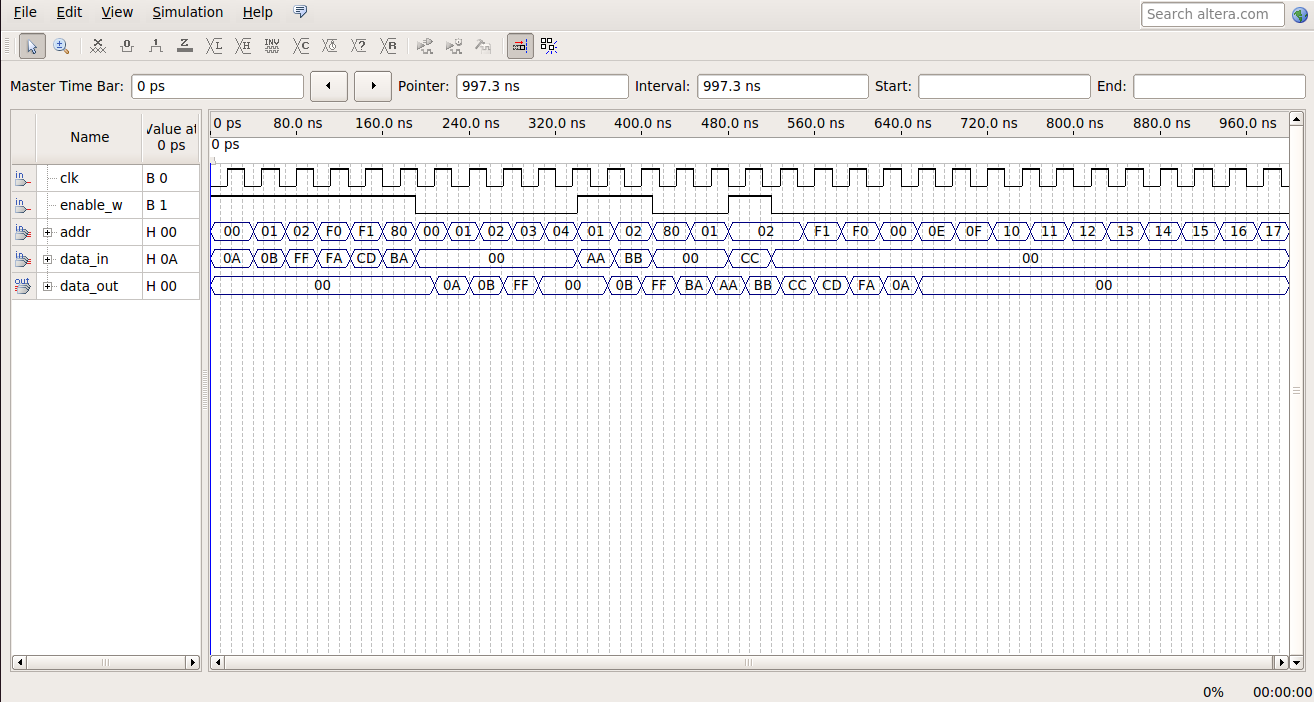 File Edit View Simulation Help Search altera.com
Master Time Bar: 0 ps Pointer: 997.3 ns Interval: 997.3 ns Start: End:
Name Value at 0 ps
0 ps 80.0 ns 160.0 ns 240.0 ns 320.0 ns 400.0 ns 480.0 ns 560.0 ns 640.0 ns 720.0 ns 800.0 ns 880.0 ns 960.0 ns
0 ps
in clk B 0
in enable_w B 1
in addr H 00 00 01 02 F0 F1 80 00 01 02 03 04 01 02 80 01 02 F1 F0 00 0E 0F 10 11 12 13 14 15 16 17
in data_in H 0A 0A 0B FF FA CD BA 00 AA BB 00 CC 00
out data_out H 00 00 0A 0B FF 00 0B FF BA AA BB CC CD FA 0A 00
0% 00:00:00